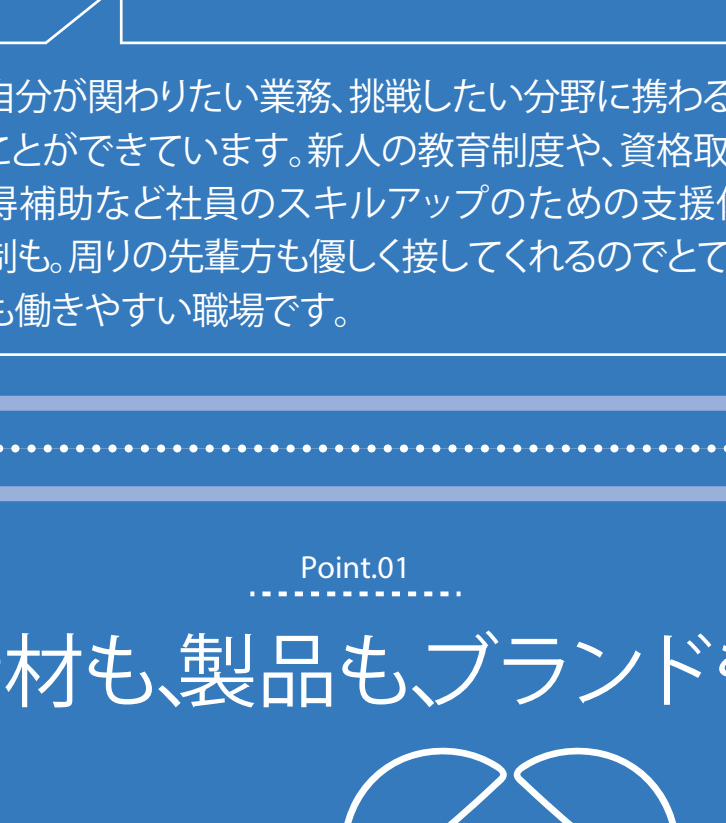 自分が関わりたい業務、挑戦したい分野に携わる
ことができています。新人の教育制度や、資格取
得補助など社員のスキルアップのための支援体
制も。周りの先輩方も優しく接してくれるのでとて
も働きやすい職場です。
Point.01
材も、製品も、ブランドも